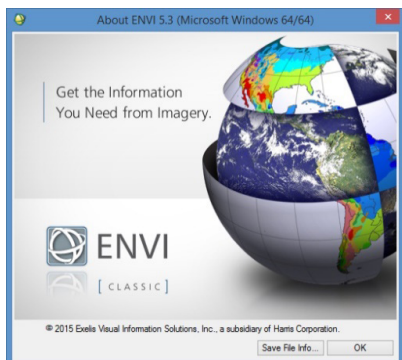 About ENVI 5.3 (Microsoft Windows 64/64)
Get the Information
You Need from Imagery.
ENVI
[ CLASSIC ]
© 2015 Exelis Visual Information Solutions, Inc., a subsidiary of Harris Corporation.
Save File Info... OK